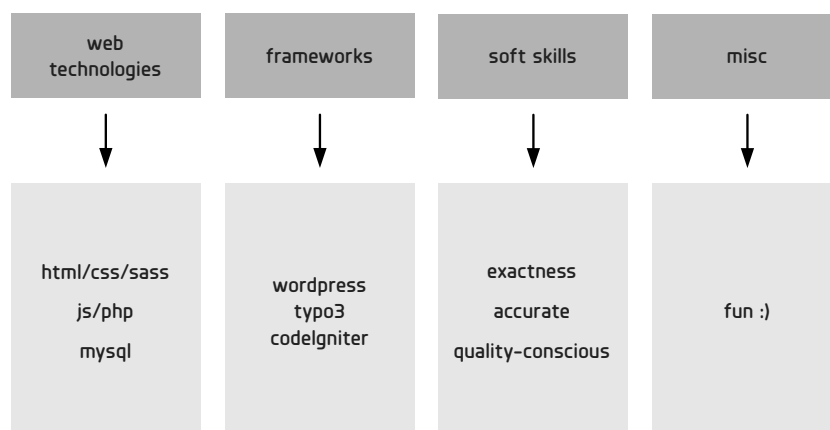 web
technologies
frameworks
soft skills
misc
html/css/sass
js/php
mysql
wordpress
typo3
codeIgniter
exactness
accurate
quality-conscious
fun :)